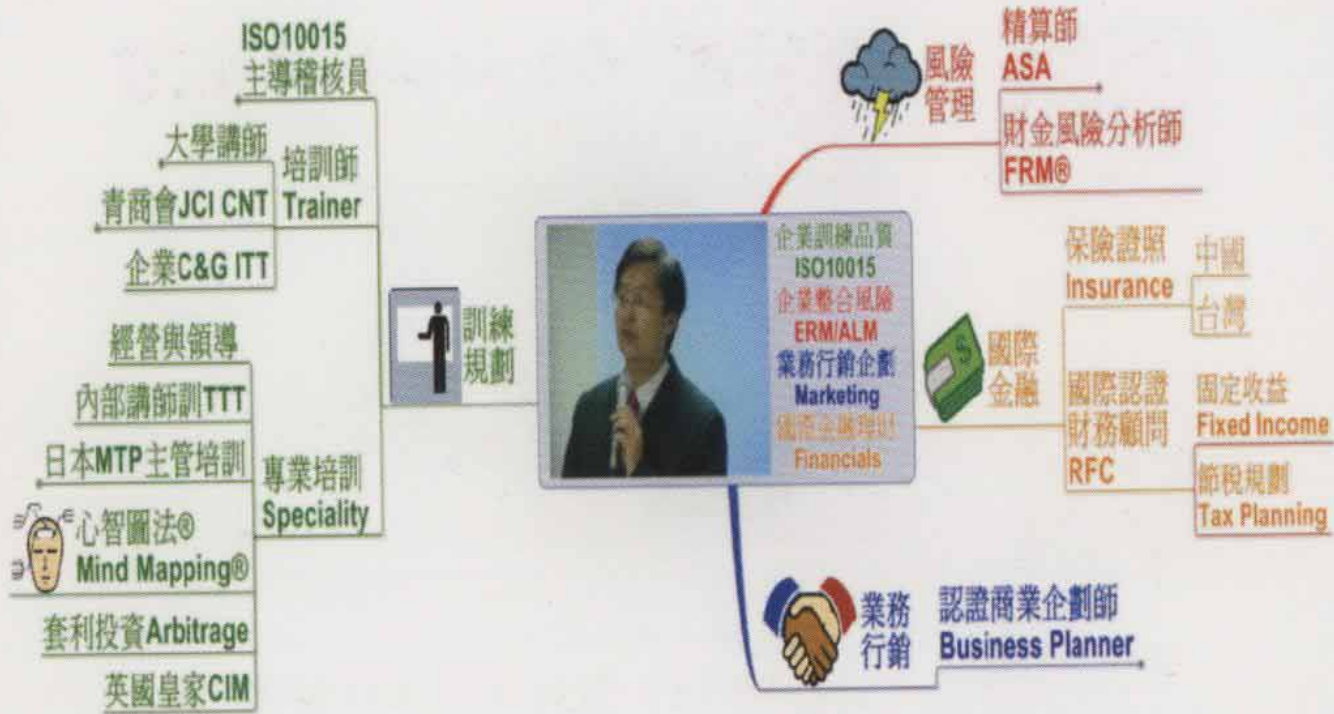 ISO10015
主導稽核員
大學講師
青商會JCI CNT
企業C&G ITT
培訓師
Trainer
經營與領導
內部講師訓TTT
日本MTP主管培訓
心智圖法®
Mind Mapping®
套利投資Arbitrage
英國皇家CIM
專業培訓
Speciality
訓練
規劃
企業訓練品質
ISO10015
企業整合風險
ERM/ALM
業務行銷企劃
Marketing
國際金融理財
Financials
風險
管理
精算師
ASA
財金風險分析師
FRM®
國際
金融
保險證照
Insurance
中國
台灣
國際認證
財務顧問
RFC
固定收益
Fixed Income
節稅規劃
Tax Planning
業務
行銷
認證商業企劃師
Business Planner